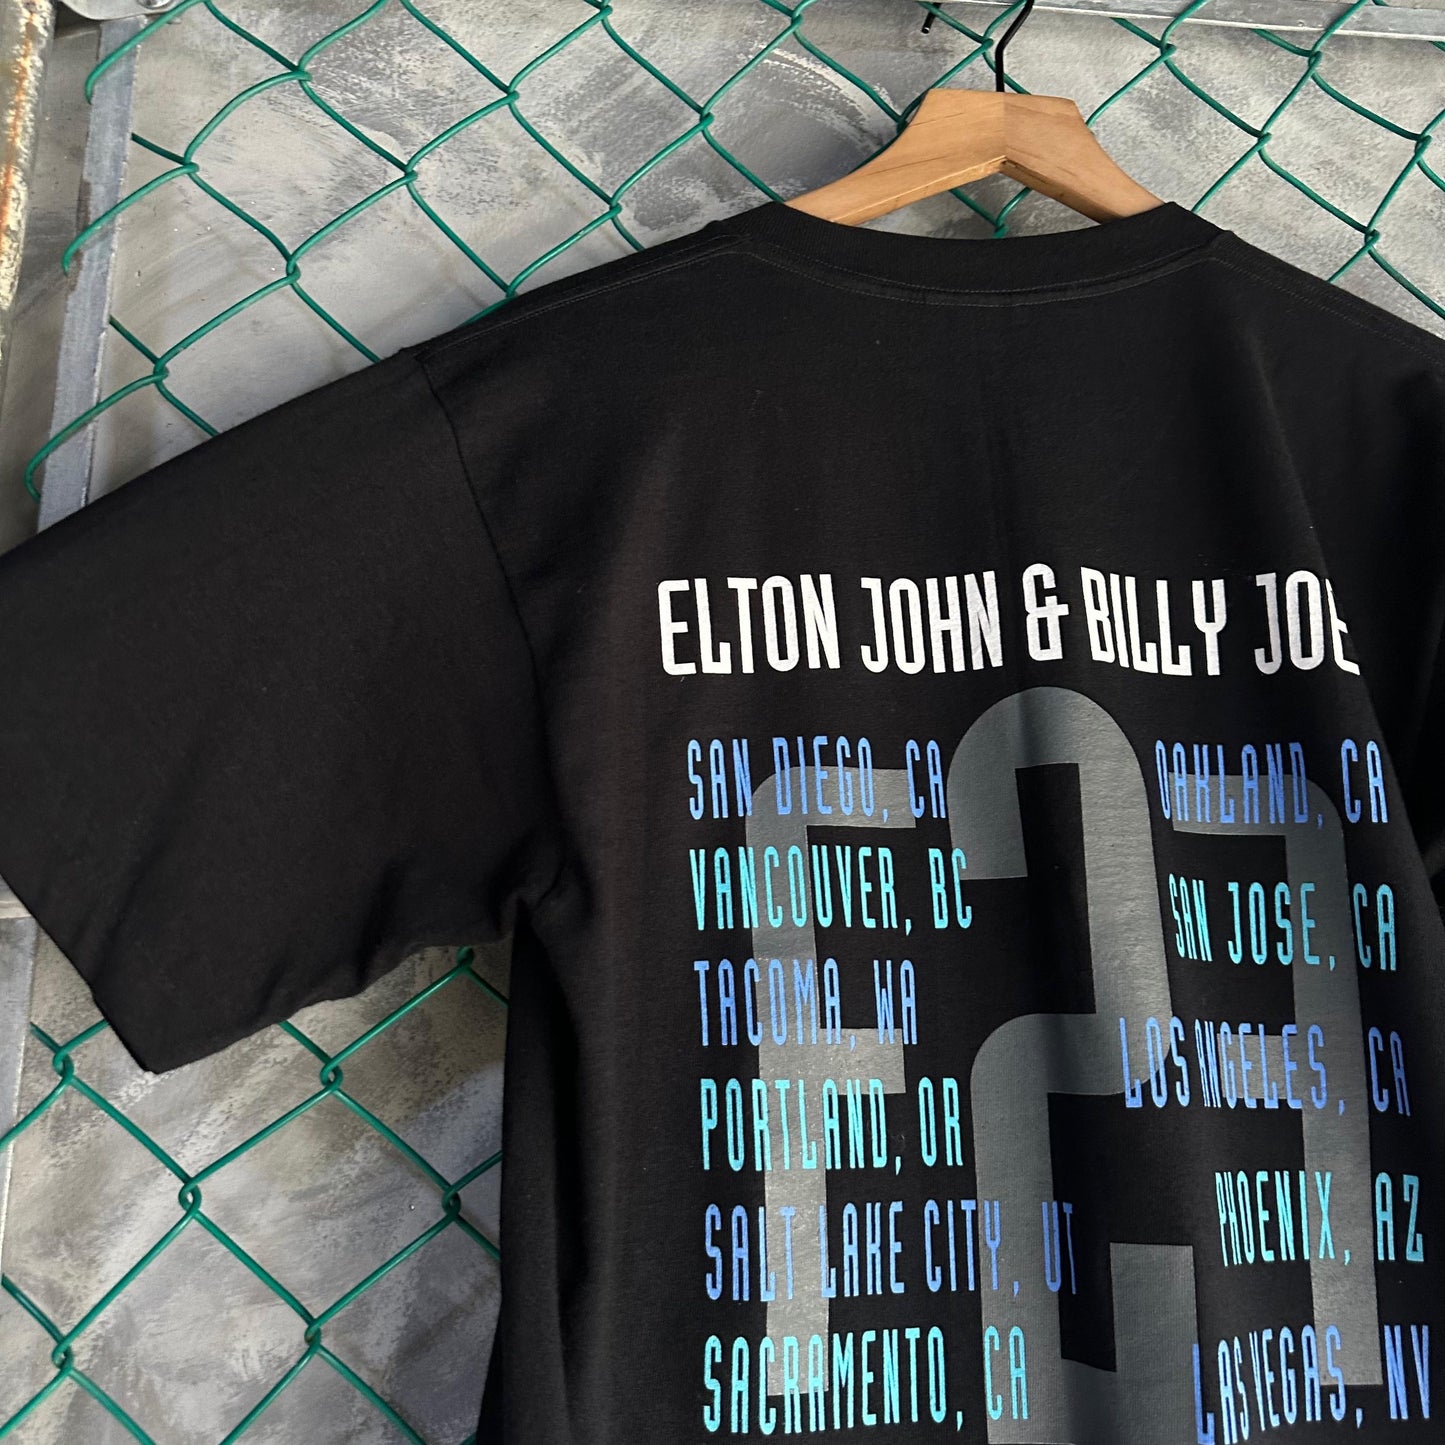 ELTON JOHN & BILLY JOE
SAN DIEGO, CA
VANCOUVER, BC
TACOMA, WA
PORTLAND, OR
SALT LAKE CITY, UT
SACRAMENTO, CA
OAKLAND, CA
SAN JOSE, CA
LOS ANGELES, CA
PHOENIX, AZ
LAS VEGAS, NV